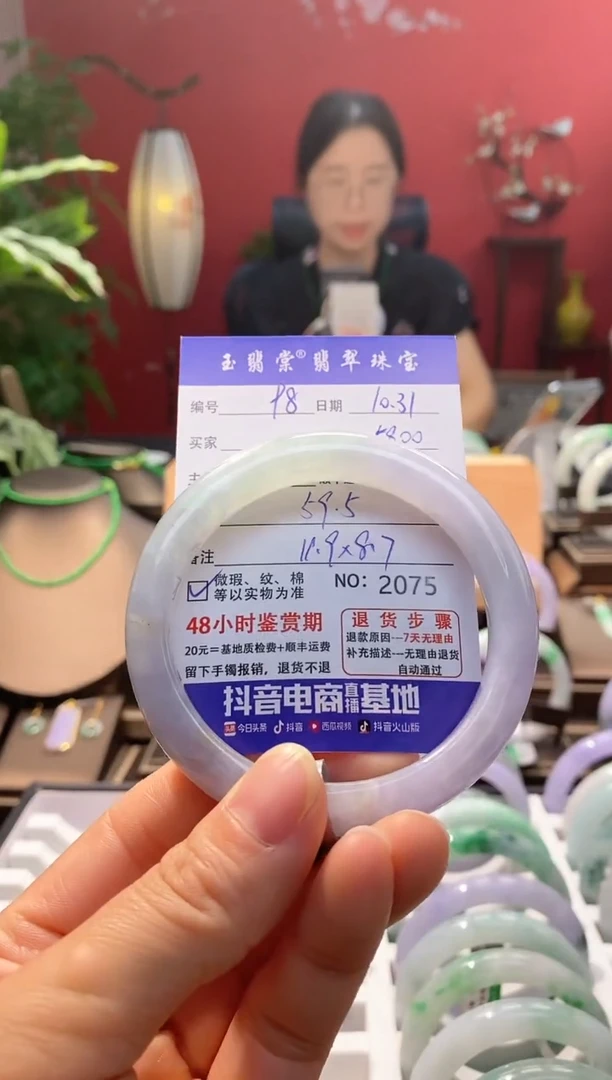 玉翡棠®翡翠珠宝
编号 98 日期 10.31
买家
59.5
11.9×8.7
微瑕、纹、棉
等以实物为准
NO: 2075
48小时鉴赏期
20元=基地质检费+顺丰运费
留下手镯报销，退货不退
退货步骤
退款原因---7天无理由
补充描述---无理由退货
自动通过
抖音电商直播基地
头条 今日头条 抖音 西瓜视频 抖音火山版